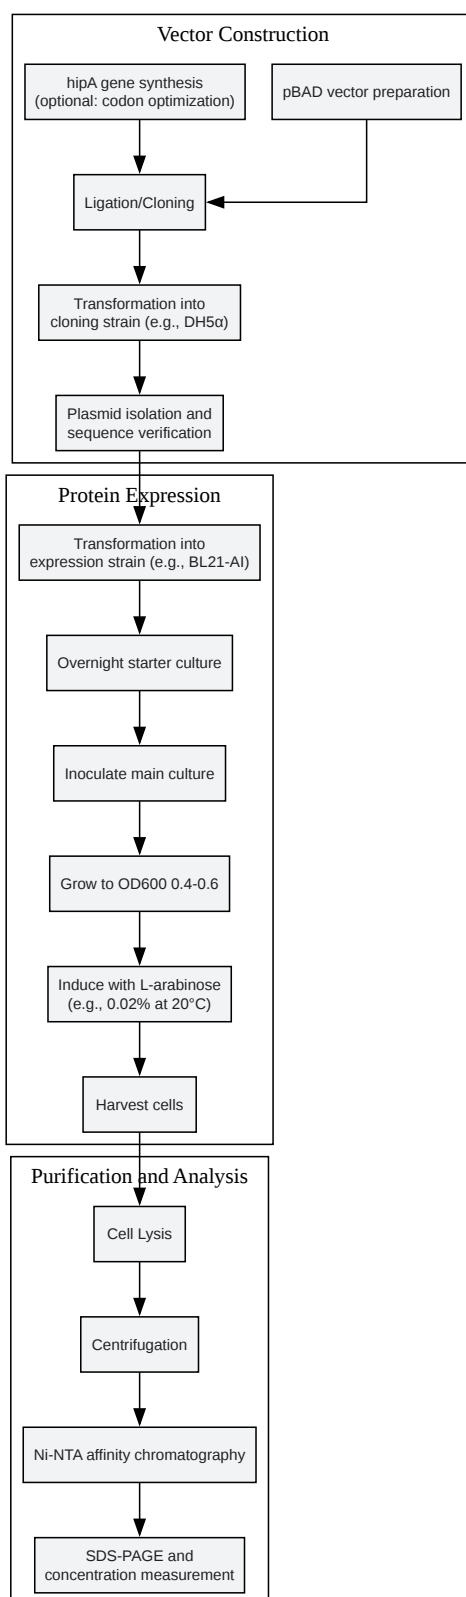 Vector Construction
hipA gene synthesis
(optional: codon optimization)
pBAD vector preparation
Ligation/Cloning
Transformation into
cloning strain (e.g., DH5α)
Plasmid isolation and
sequence verification
Protein Expression
Transformation into
expression strain (e.g., BL21-AI)
Overnight starter culture
Inoculate main culture
Grow to OD600 0.4-0.6
Induce with L-arabinose
(e.g., 0.02% at 20°C)
Harvest cells
Purification and Analysis
Cell Lysis
Centrifugation
Ni-NTA affinity chromatography
SDS-PAGE and
concentration measurement